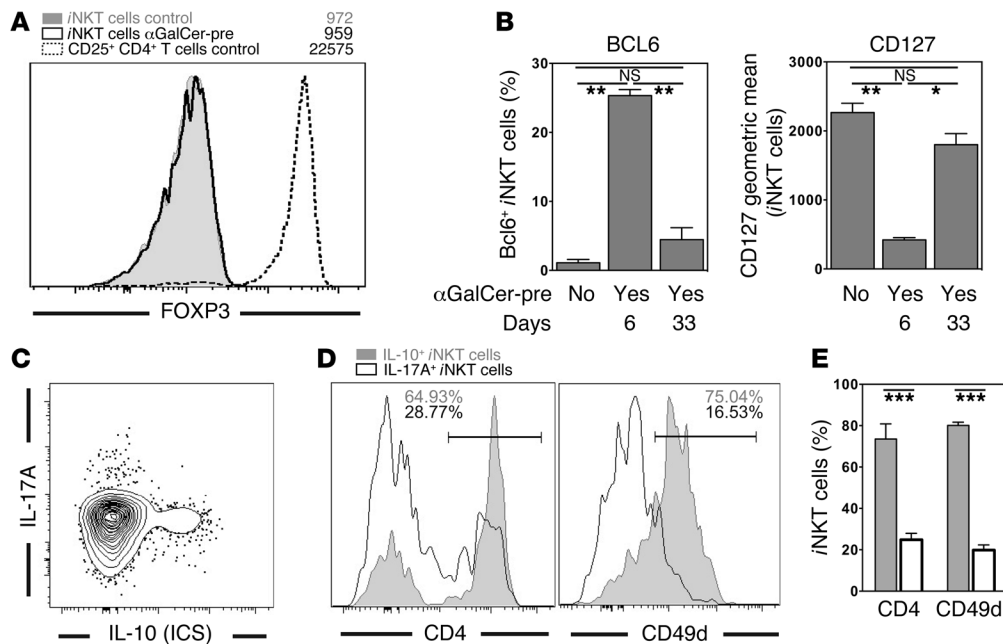 A
iNKT cells control 972
iNKT cells αGalCer-pre 959
CD25+ CD4+ T cells control 22575
FOXP3
B
BCL6
Bcl6+ iNKT cells (%)
30
20
10
0
NS
** **
αGalCer-pre No Yes Yes
Days 6 33
CD127
CD127 geometric mean
(iNKT cells)
3000
2000
1000
0
NS
** *
No Yes Yes
6 33
C
IL-17A
IL-10 (ICS)
D
IL-10+ iNKT cells
IL-17A+ iNKT cells
64.93%
28.77%
CD4
75.04%
16.53%
CD49d
E
iNKT cells (%)
100
80
60
40
20
0
*** ***
CD4 CD49d